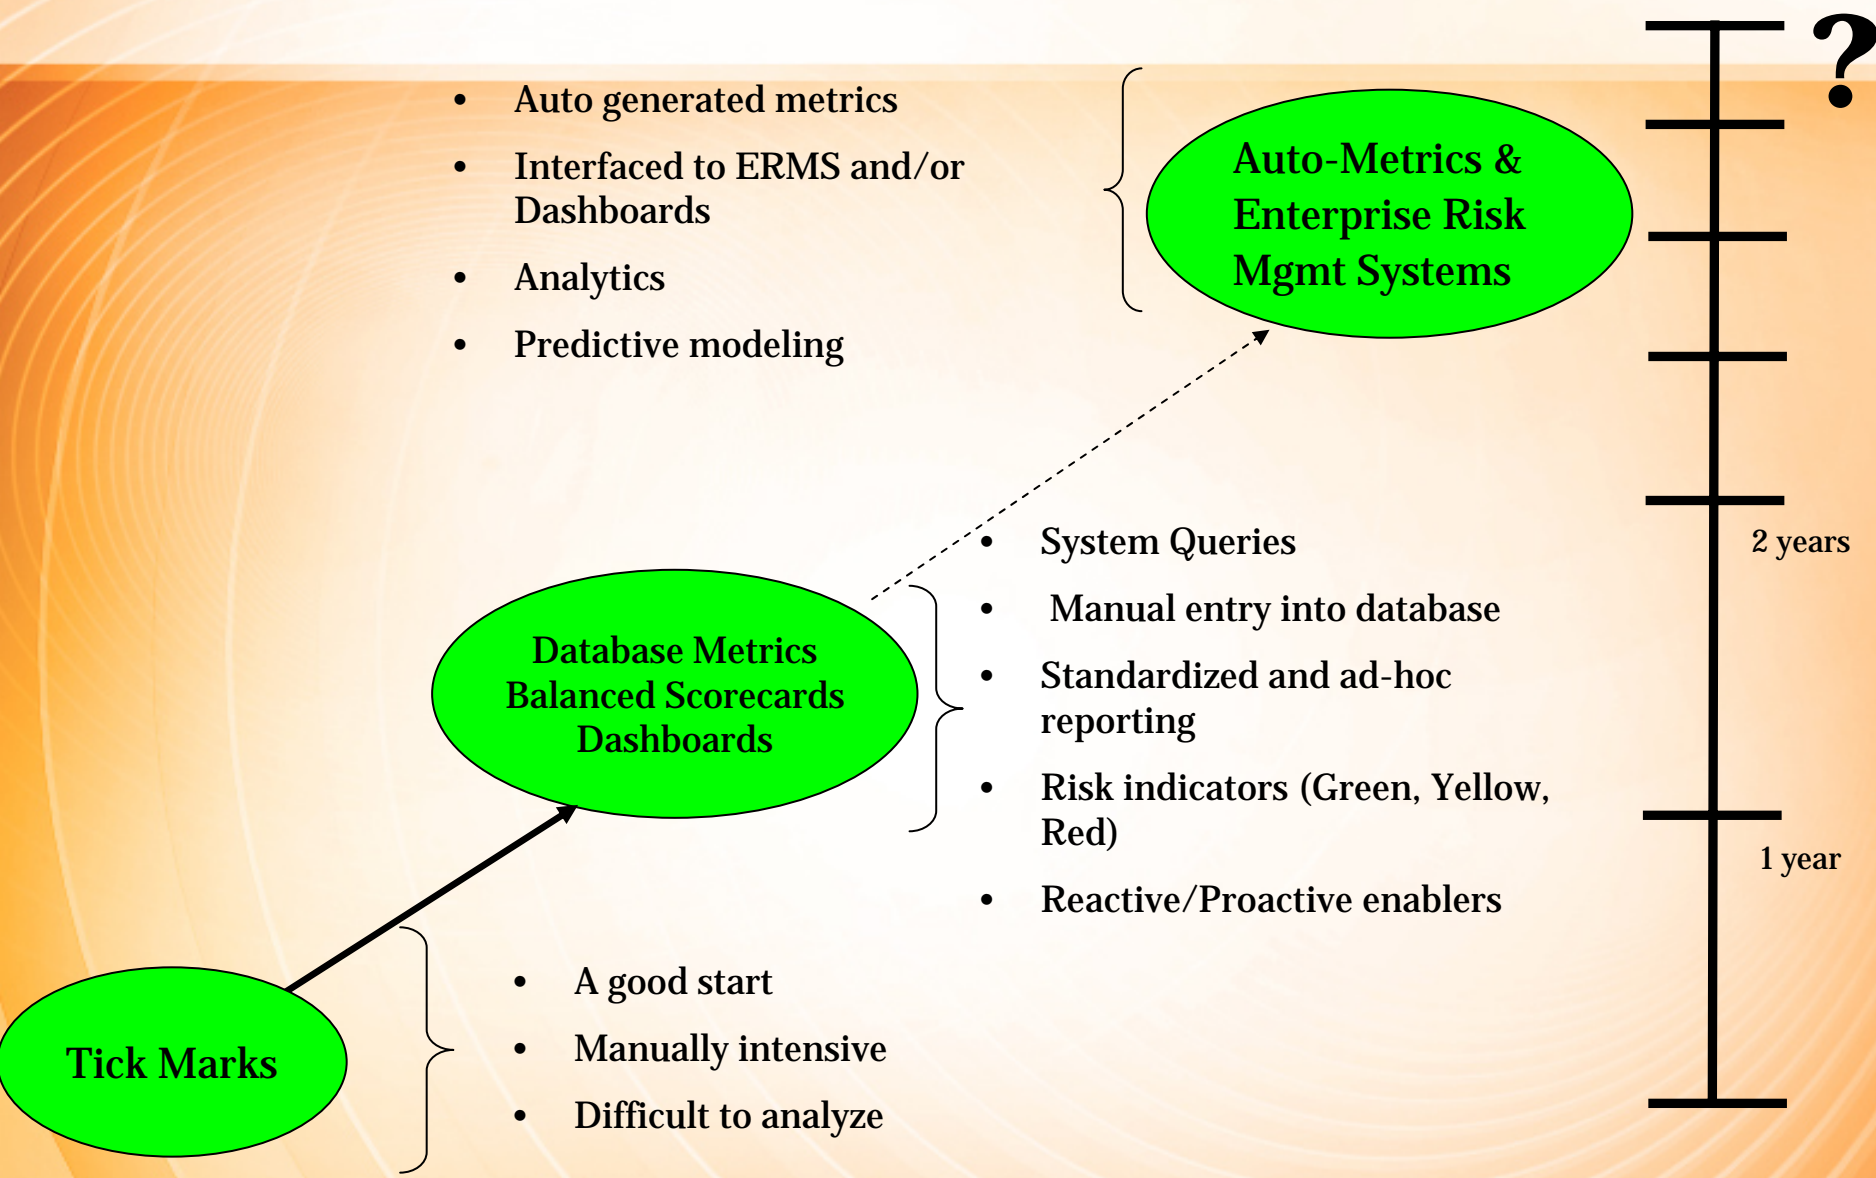 ?
• Auto generated metrics
• Interfaced to ERMS and/or
Dashboards
• Analytics
• Predictive modeling
Auto-Metrics &
Enterprise Risk
Mgmt Systems
Database Metrics
Balanced Scorecards
Dashboards
• System Queries
• Manual entry into database
• Standardized and ad-hoc
reporting
• Risk indicators (Green, Yellow,
Red)
• Reactive/Proactive enablers
2 years
1 year
Tick Marks
• A good start
• Manually intensive
• Difficult to analyze